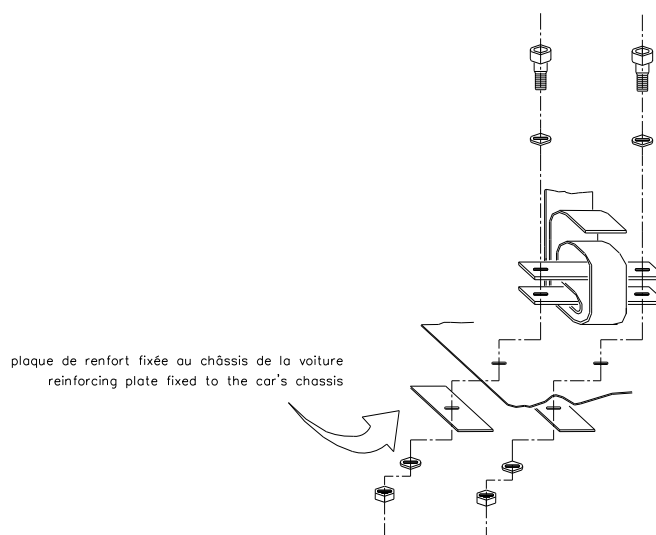 plaque de renfort fixée au châssis de la voiture
reinforcing plate fixed to the car's chassis